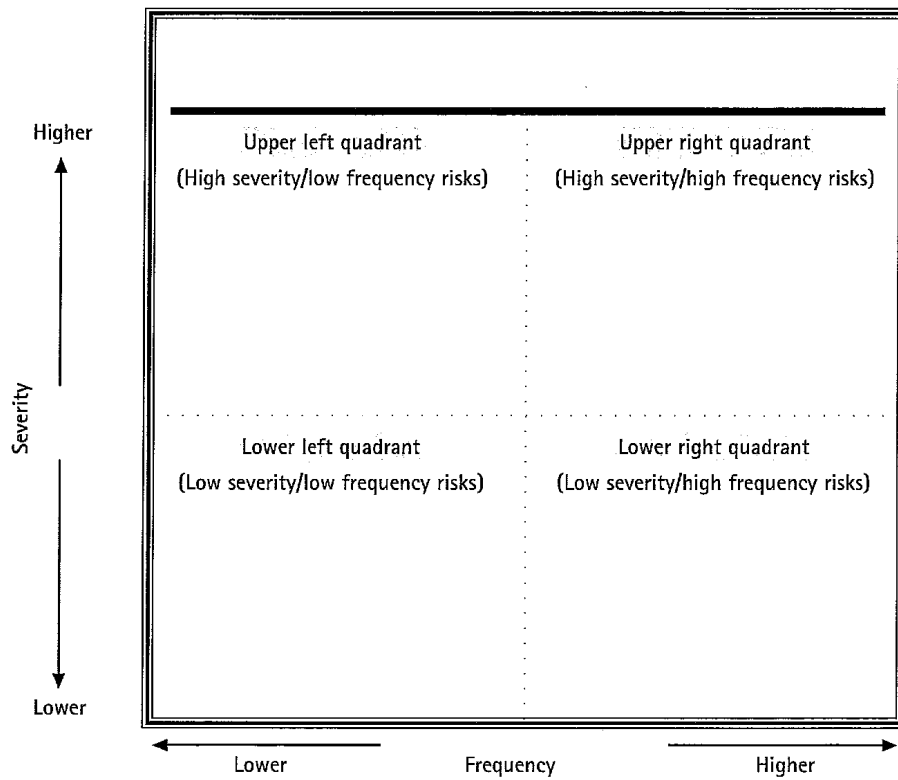 Higher
Upper left quadrant
(High severity/low frequency risks)
Upper right quadrant
(High severity/high frequency risks)
Severity
Lower left quadrant
(Low severity/low frequency risks)
Lower right quadrant
(Low severity/high frequency risks)
Lower
Lower Frequency Higher